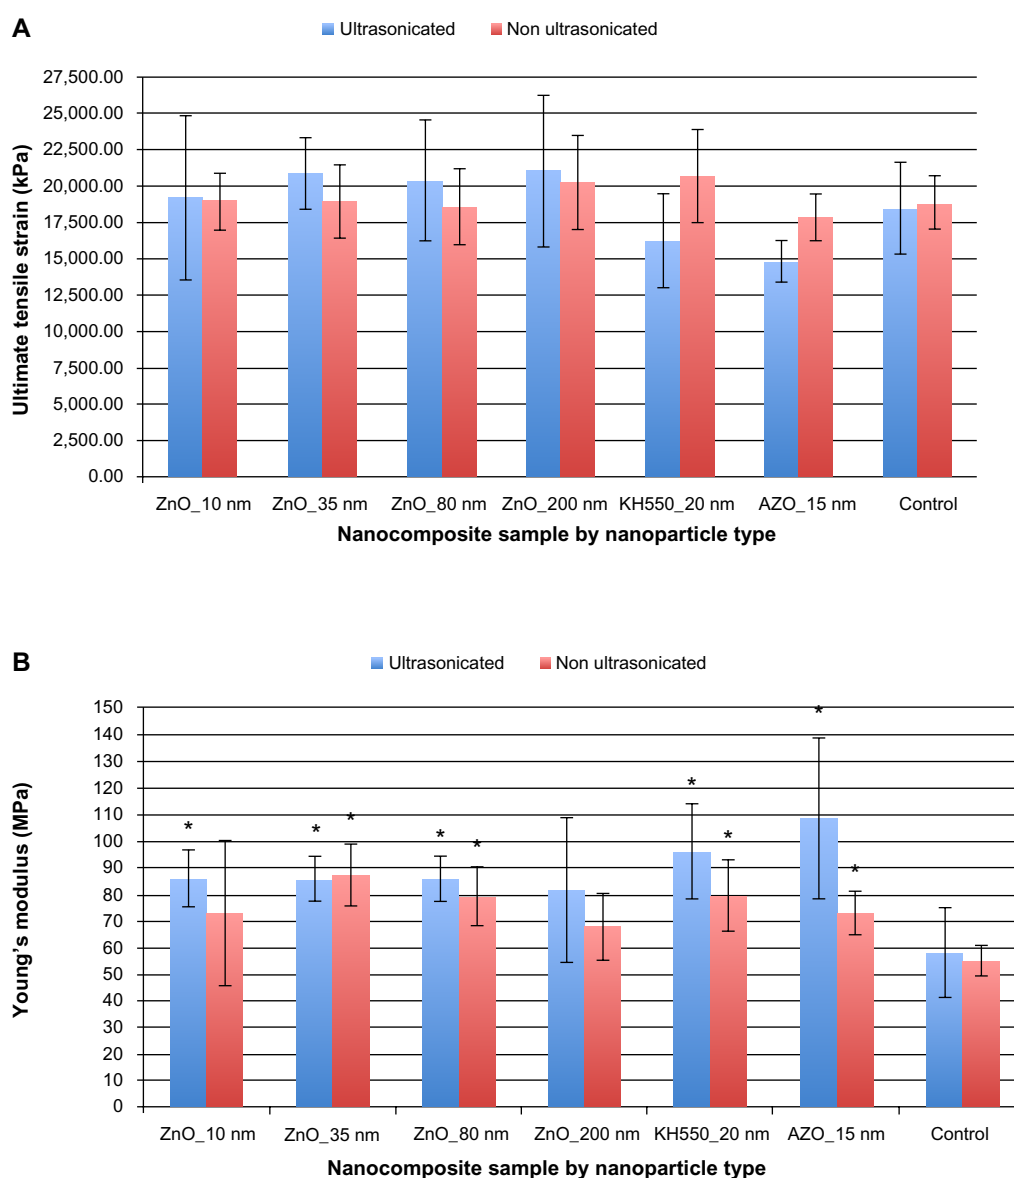 A
Ultrasonicated Non ultrasonicated
Ultimate tensile strain (kPa)
27,500.00
25,000.00
22,500.00
20,000.00
17,500.00
15,000.00
12,500.00
10,000.00
7,500.00
5,000.00
2,500.00
0.00
ZnO_10 nm ZnO_35 nm ZnO_80 nm ZnO_200 nm KH550_20 nm AZO_15 nm Control
Nanocomposite sample by nanoparticle type
B
Ultrasonicated Non ultrasonicated
Young's modulus (MPa)
150
140
130
120
110
100
90
80
70
60
50
40
30
20
10
0
* * * * * * * * *
ZnO_10 nm ZnO_35 nm ZnO_80 nm ZnO_200 nm KH550_20 nm AZO_15 nm Control
Nanocomposite sample by nanoparticle type